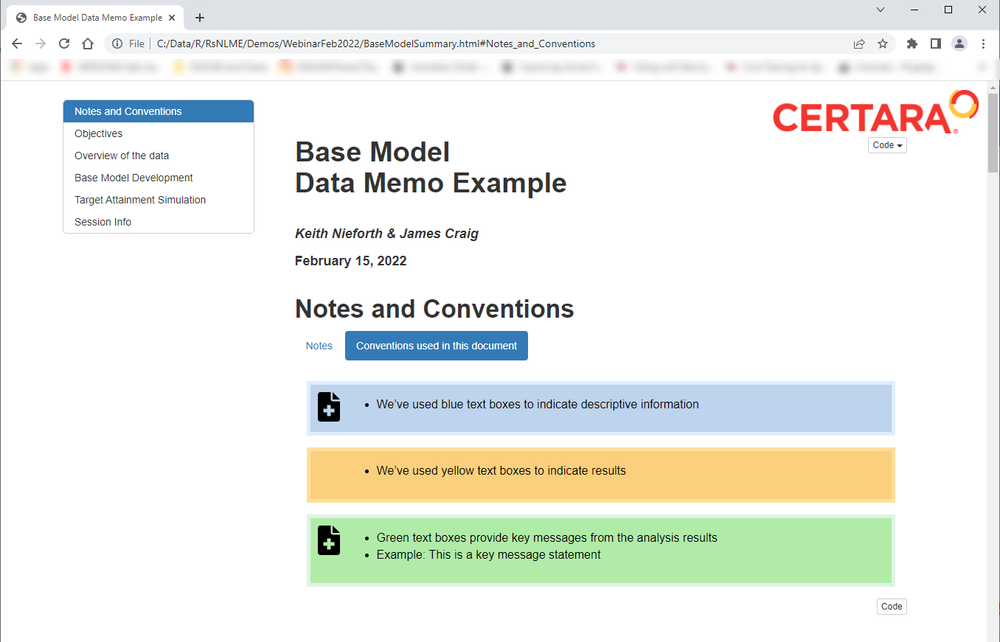 Base Model Data Memo Example
File
C:/Data/R/RsNLME/Demos/WebinarFeb2022/BaseModelSummary.html#Notes_and_Conventions
Notes and Conventions
Objectives
Overview of the data
Base Model Development
Target Attainment Simulation
Session Info
CERTARA
Code
Base Model
Data Memo Example
Keith Nieforth & James Craig
February 15, 2022
Notes and Conventions
Notes
Conventions used in this document
• We’ve used blue text boxes to indicate descriptive information
• We’ve used yellow text boxes to indicate results
• Green text boxes provide key messages from the analysis results
• Example: This is a key message statement
Code